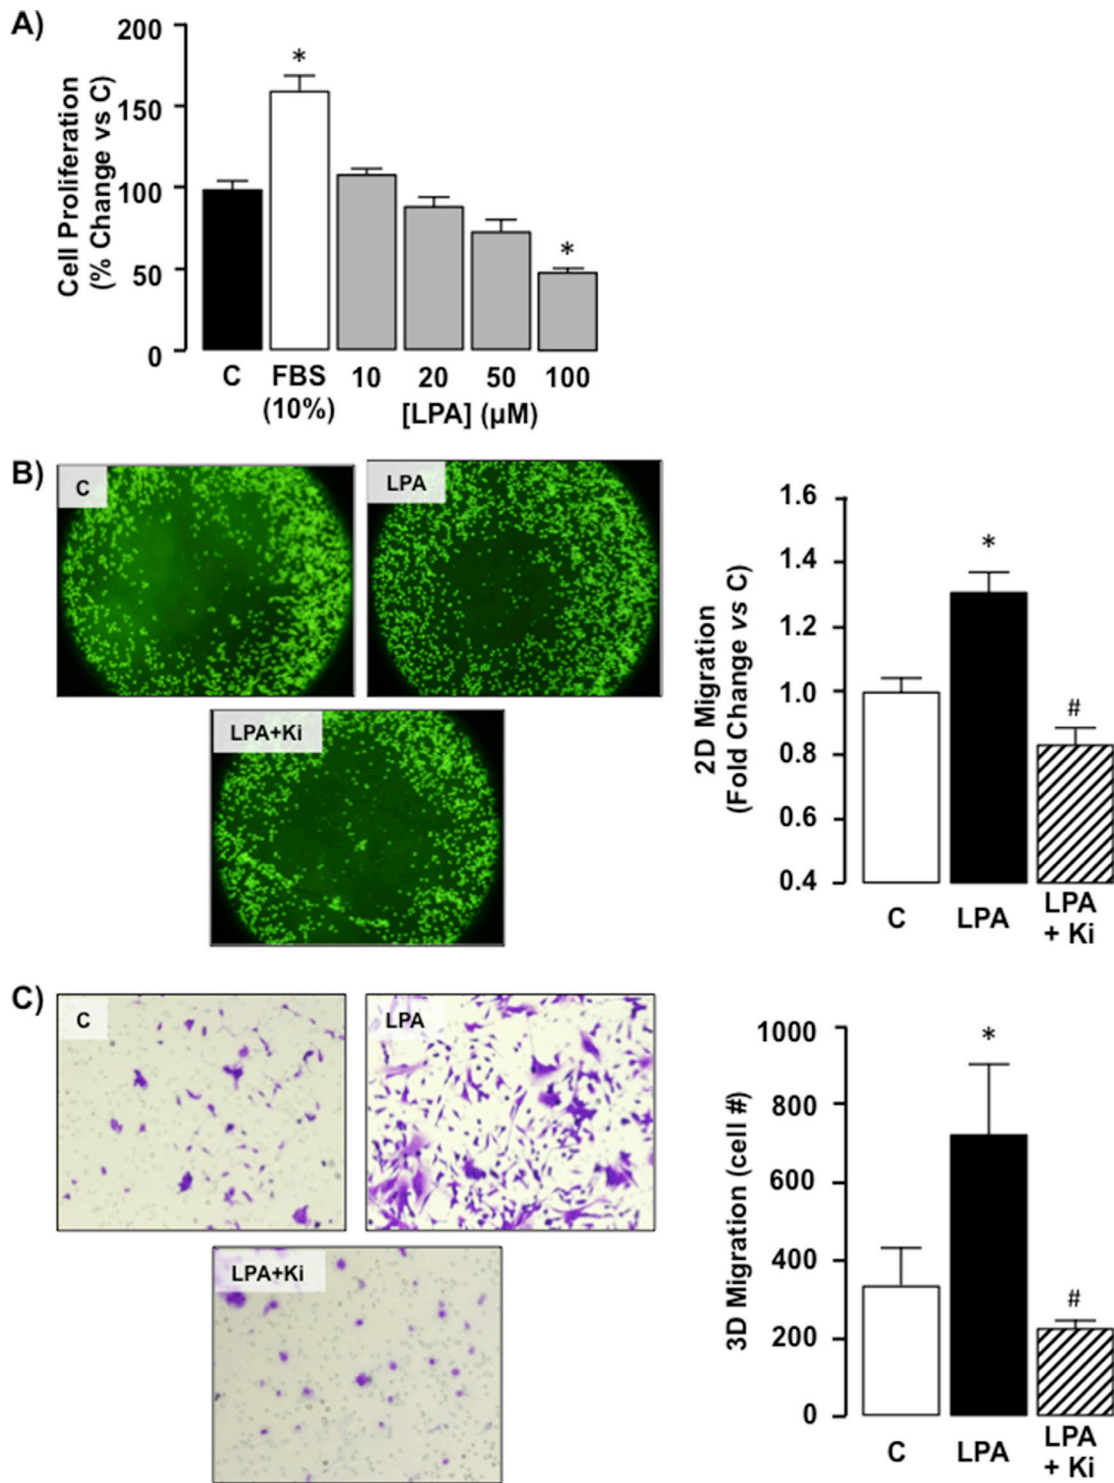 A)
Cell Proliferation
(% Change vs C)
200
150
100
50
0
*
*
C
FBS
(10%)
10
20
50
100
[LPA] (µM)
B)
C
LPA
LPA+Ki
2D Migration
(Fold Change vs C)
1.6
1.4
1.2
1.0
0.8
0.6
0.4
*
#
C
LPA
LPA
+ Ki
C)
C
LPA
LPA+Ki
3D Migration (cell #)
1000
800
600
400
200
0
*
#
C
LPA
LPA
+ Ki